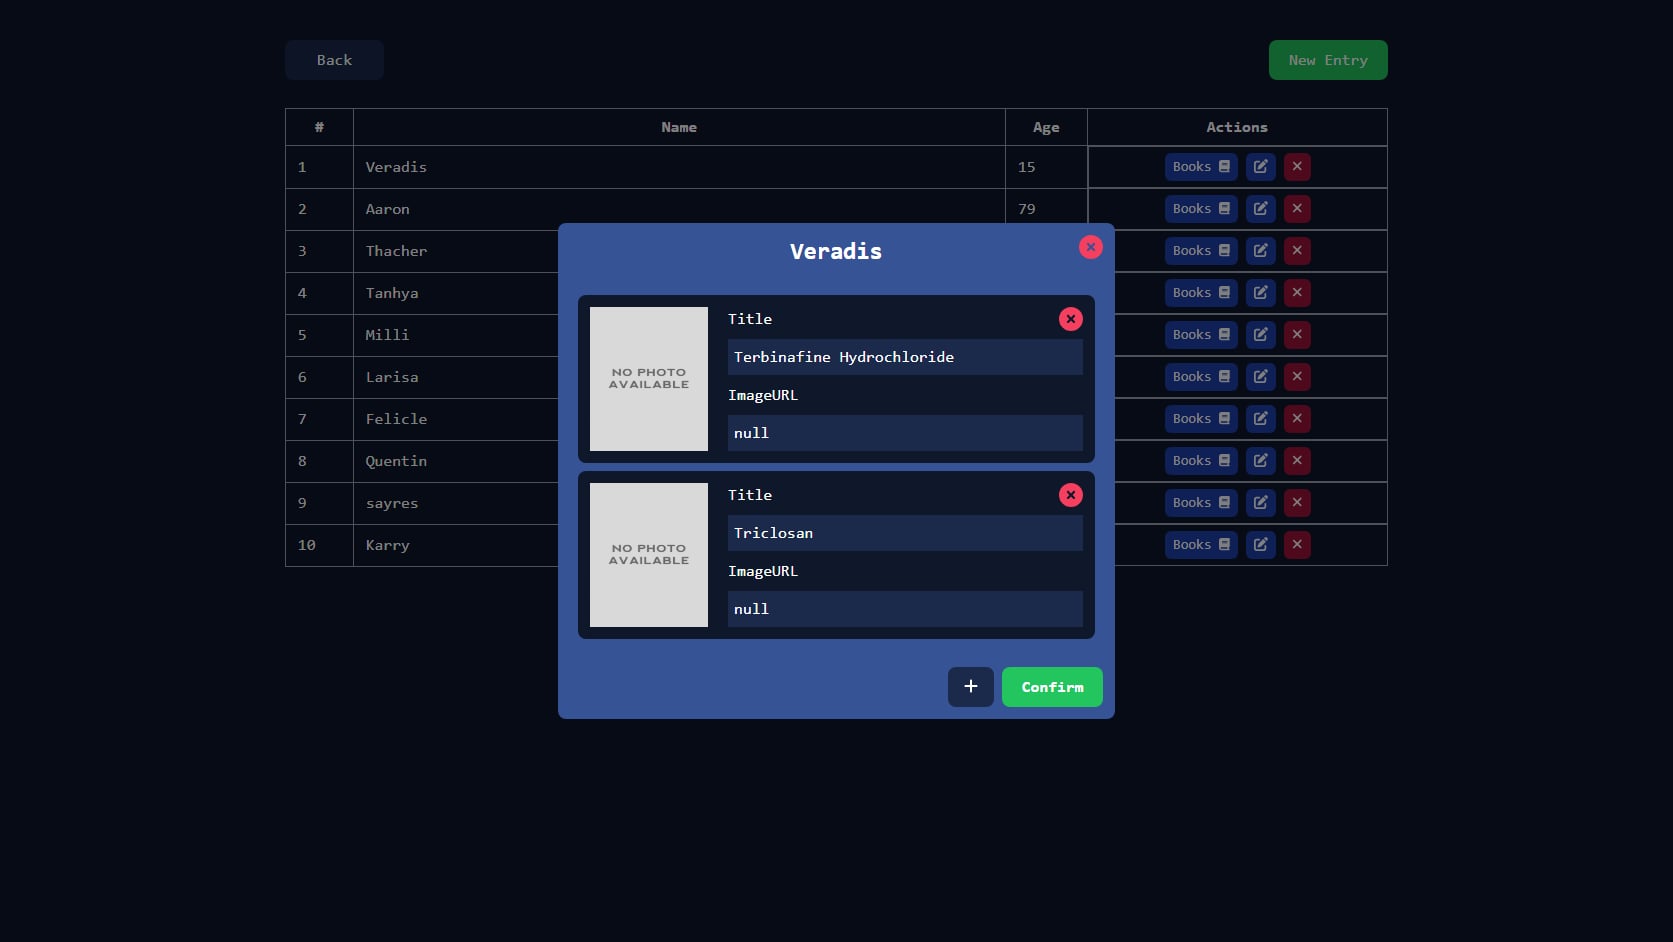 Back
New Entry
# Name Age Actions
1 Veradis 15 Books
2 Aaron 79 Books
3 Thacher Books
4 Tanhya Books
5 Milli Books
6 Larisa Books
7 Felicle Books
8 Quentin Books
9 sayres Books
10 Karry Books
Veradis
NO PHOTO
AVAILABLE
Title
Terbinafine Hydrochloride
ImageURL
null
NO PHOTO
AVAILABLE
Title
Triclosan
ImageURL
null
+
Confirm